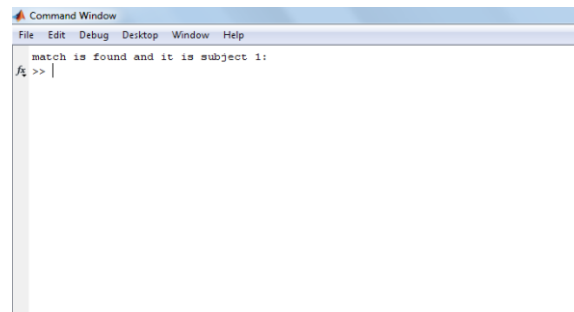 Command Window
File Edit Debug Desktop Window Help
match is found and it is subject 1:
fx >>